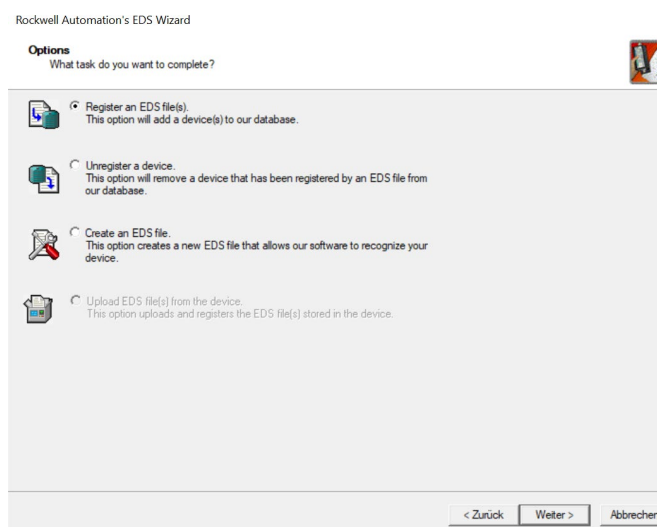 Rockwell Automation's EDS Wizard
Options
What task do you want to complete?
Register an EDS file(s).
This option will add a device(s) to our database.
Unregister a device.
This option will remove a device that has been registered by an EDS file from
our database.
Create an EDS file.
This option creates a new EDS file that allows our software to recognize your
device.
Upload EDS file(s) from the device.
This option uploads and registers the EDS file(s) stored in the device.
< Zurück Weiter > Abbrechen